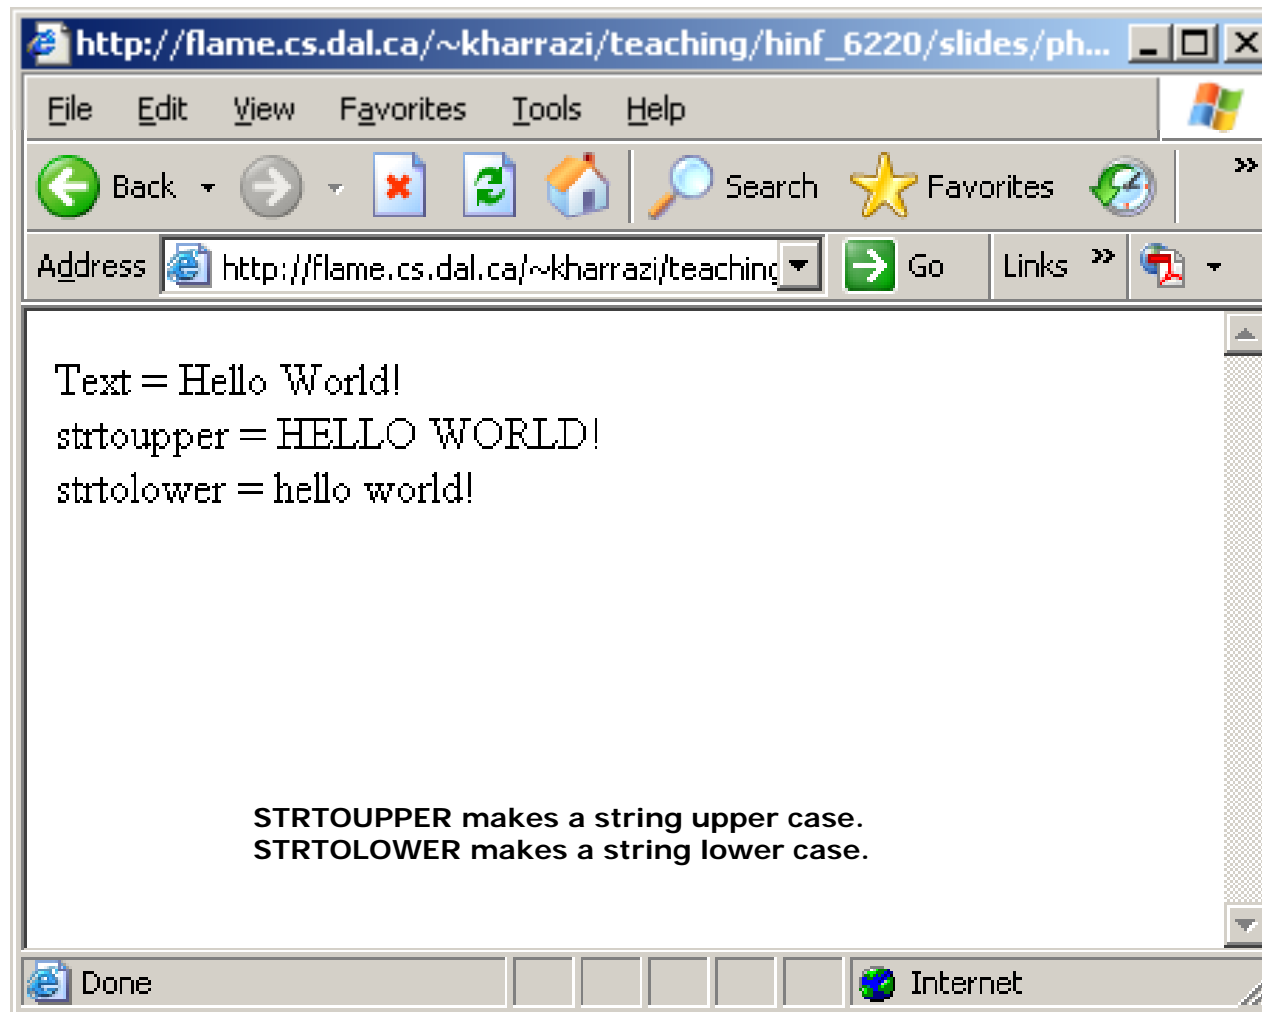 http://flame.cs.dal.ca/~kharrazi/teaching/hinf_6220/slides/ph...
File Edit View Favorites Tools Help
Back Search Favorites »
Address http://flame.cs.dal.ca/~kharrazi/teaching Go Links »
Text = Hello World!
strtoupper = HELLO WORLD!
strtolower = hello world!
STRTOUPPER makes a string upper case.
STRTOLOWER makes a string lower case.
Done Internet